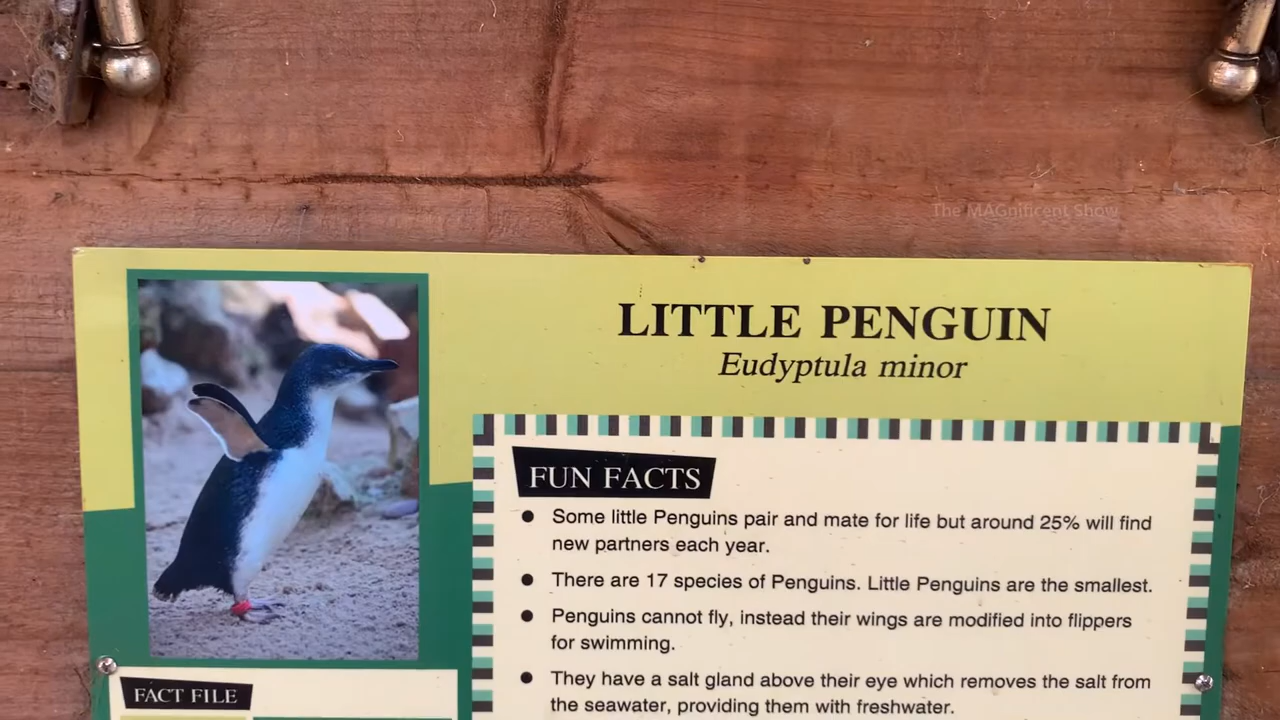 The MAGnificent Show
LITTLE PENGUIN
Eudyptula minor
FUN FACTS
● Some little Penguins pair and mate for life but around 25% will find
new partners each year.
● There are 17 species of Penguins. Little Penguins are the smallest.
● Penguins cannot fly, instead their wings are modified into flippers
for swimming.
● They have a salt gland above their eye which removes the salt from
the seawater, providing them with freshwater.
FACT FILE